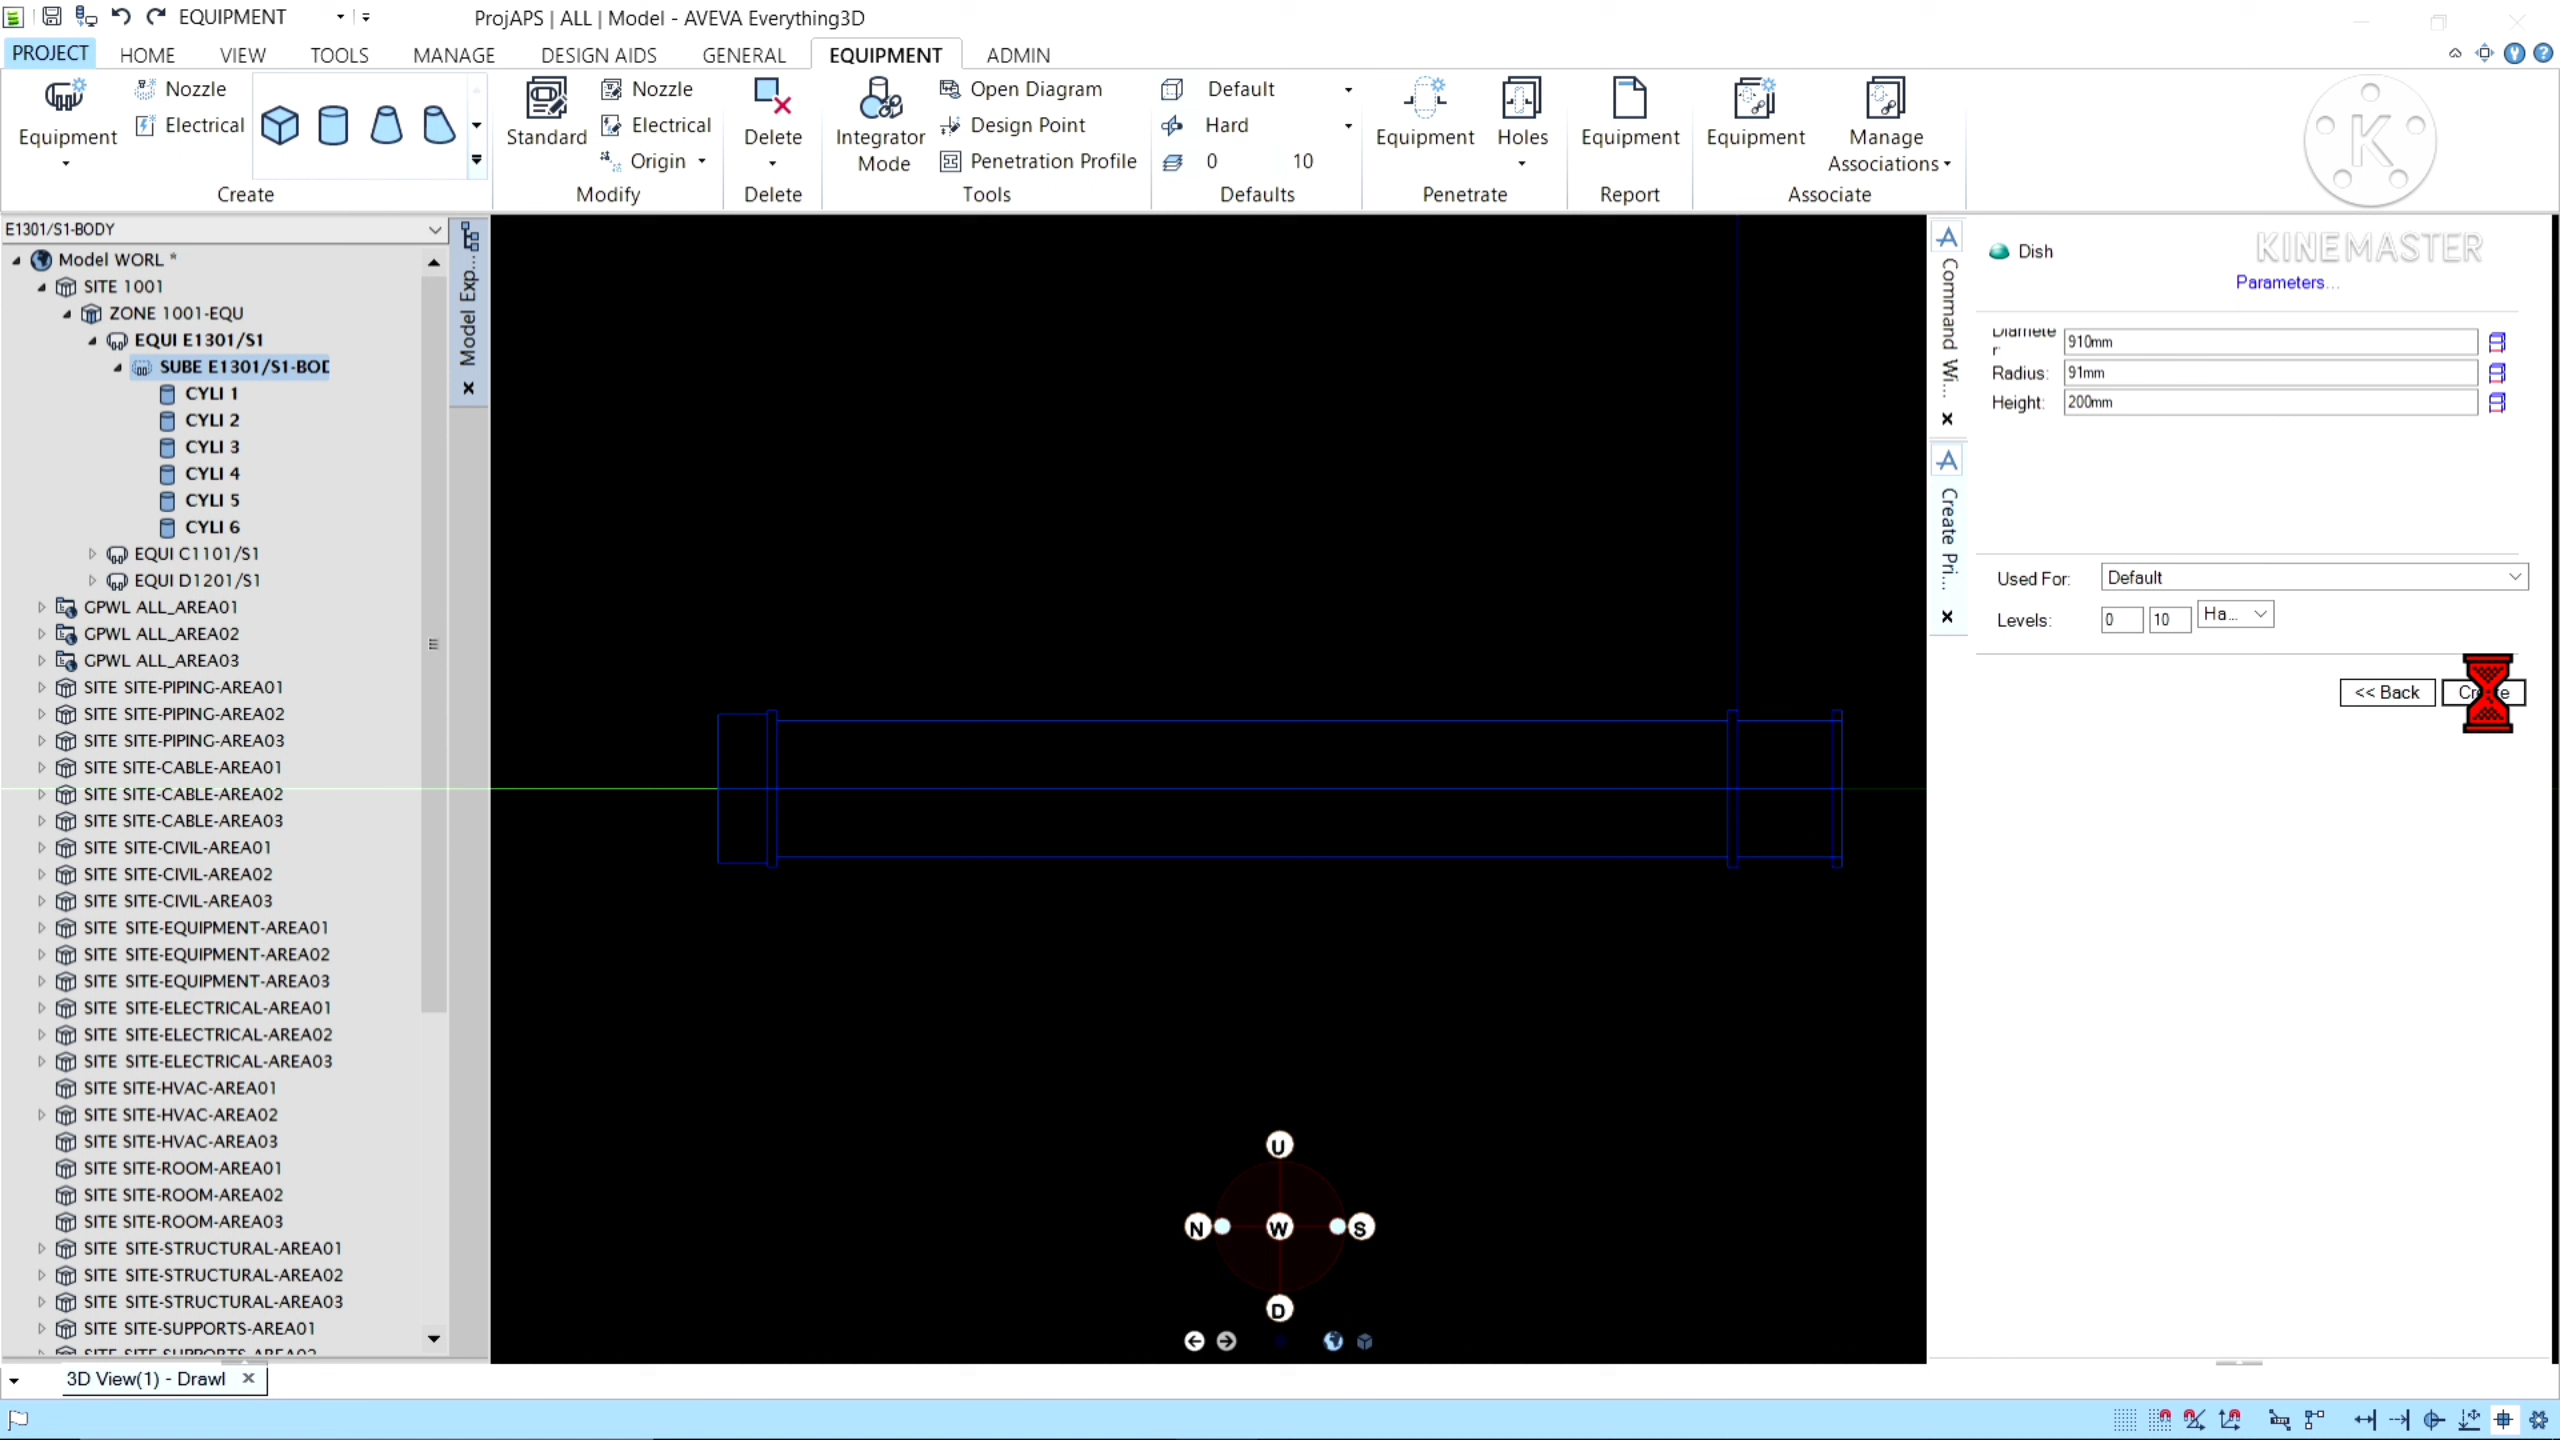 EQUIPMENT
ProjAPS | ALL | Model - AVEVA Everything3D
PROJECT HOME VIEW TOOLS MANAGE DESIGN AIDS GENERAL EQUIPMENT ADMIN
Equipment
Nozzle
Electrical
Create
Standard
Nozzle
Electrical
Origin
Modify
Delete
Delete
Integrator
Mode
Open Diagram
Design Point
Penetration Profile
Tools
Default
Hard
0 10
Defaults
Equipment
Holes
Penetrate
Equipment
Report
Equipment
Manage
Associations
Associate
K
KINEMASTER
E1301/S1-BODY
Model WORL *
SITE 1001
ZONE 1001-EQU
EQUI E1301/S1
SUBE E1301/S1-BOD
CYLI 1
CYLI 2
CYLI 3
CYLI 4
CYLI 5
CYLI 6
EQUI C1101/S1
EQUI D1201/S1
GPWL ALL_AREA01
GPWL ALL_AREA02
GPWL ALL_AREA03
SITE SITE-PIPING-AREA01
SITE SITE-PIPING-AREA02
SITE SITE-PIPING-AREA03
SITE SITE-CABLE-AREA01
SITE SITE-CABLE-AREA02
SITE SITE-CABLE-AREA03
SITE SITE-CIVIL-AREA01
SITE SITE-CIVIL-AREA02
SITE SITE-CIVIL-AREA03
SITE SITE-EQUIPMENT-AREA01
SITE SITE-EQUIPMENT-AREA02
SITE SITE-EQUIPMENT-AREA03
SITE SITE-ELECTRICAL-AREA01
SITE SITE-ELECTRICAL-AREA02
SITE SITE-ELECTRICAL-AREA03
SITE SITE-HVAC-AREA01
SITE SITE-HVAC-AREA02
SITE SITE-HVAC-AREA03
SITE SITE-ROOM-AREA01
SITE SITE-ROOM-AREA02
SITE SITE-ROOM-AREA03
SITE SITE-STRUCTURAL-AREA01
SITE SITE-STRUCTURAL-AREA02
SITE SITE-STRUCTURAL-AREA03
SITE SITE-SUPPORTS-AREA01
SITE SITE-SUPPORTS-AREA02
Model Exp...
U
N W S
D
Command Wi...
Create Pri...
Dish
Parameters...
Diameter 910mm
Radius: 91mm
Height: 200mm
Used For: Default
Levels: 0 10 Ha...
<< Back
3D View(1) - Drawl